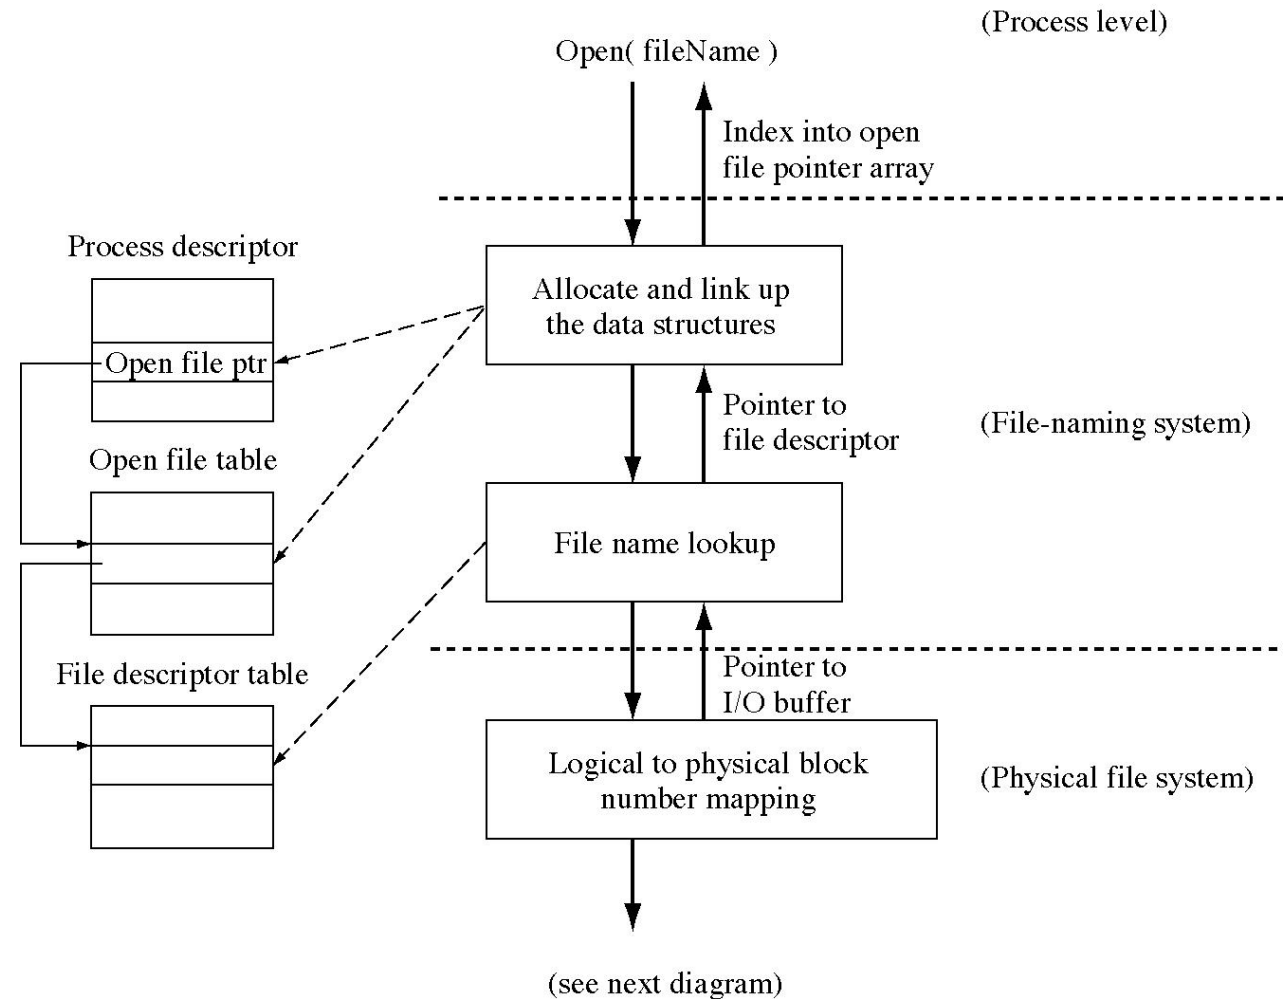 (Process level)
Open( fileName )
Index into open
file pointer array
Process descriptor
Allocate and link up
the data structures
Open file ptr
Pointer to
file descriptor
(File-naming system)
Open file table
File name lookup
Pointer to
I/O buffer
File descriptor table
Logical to physical block
number mapping
(Physical file system)
(see next diagram)